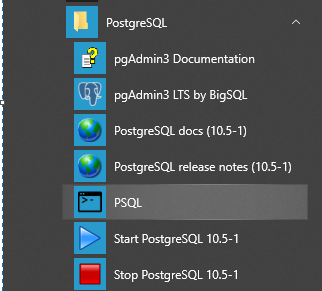 PostgreSQL
pgAdmin3 Documentation
pgAdmin3 LTS by BigSQL
PostgreSQL docs (10.5-1)
PostgreSQL release notes (10.5-1)
PSQL
Start PostgreSQL 10.5-1
Stop PostgreSQL 10.5-1